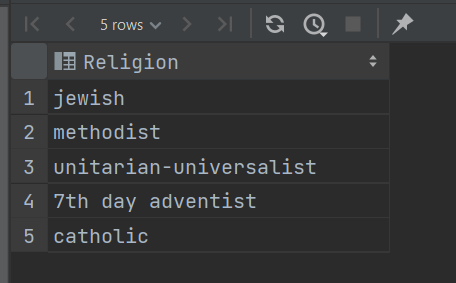 5 rows
Religion
1 jewish
2 methodist
3 unitarian-universalist
4 7th day adventist
5 catholic